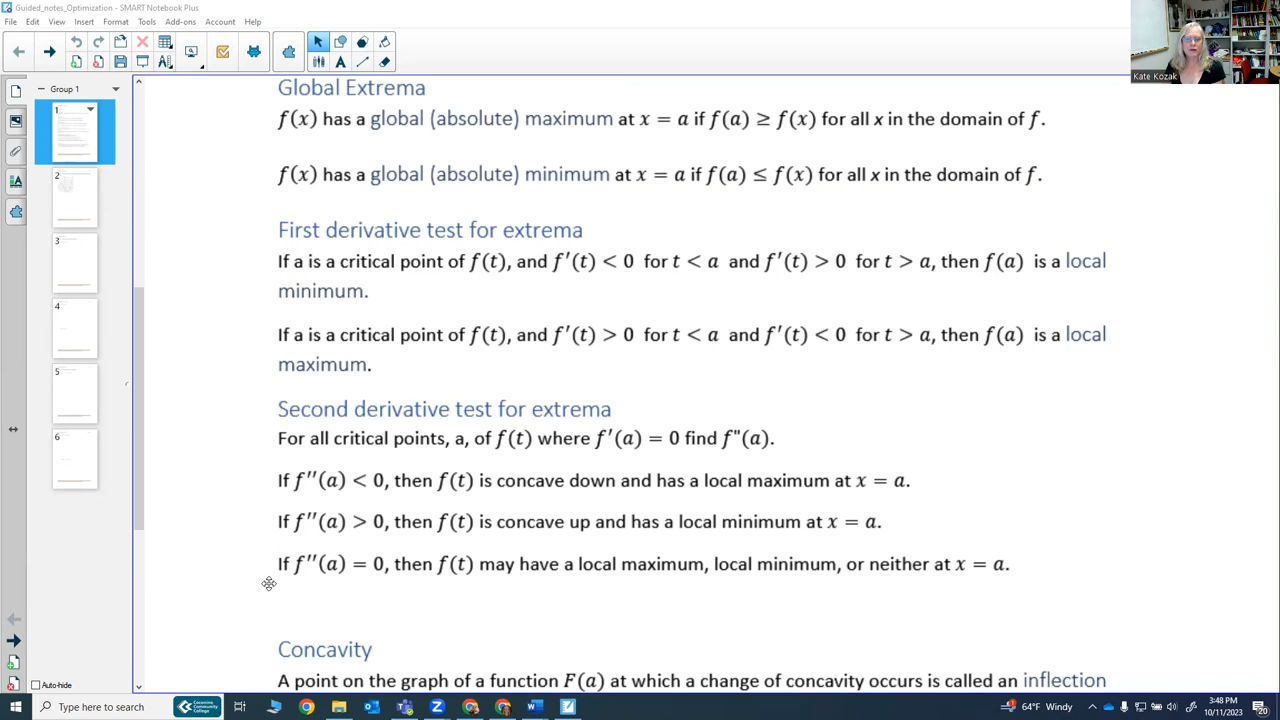 Guided_notes_Optimization - SMART Notebook Plus
File Edit View Insert Format Tools Add-ons Account Help
Kate Kozak
Group 1
1
2
3
4
5
6
Global Extrema
f(x) has a global (absolute) maximum at x = a if f(a) ≥ f(x) for all x in the domain of f.
f(x) has a global (absolute) minimum at x = a if f(a) ≤ f(x) for all x in the domain of f.
First derivative test for extrema
If a is a critical point of f(t), and f′(t) < 0 for t < a and f′(t) > 0 for t > a, then f(a) is a local
minimum.
If a is a critical point of f(t), and f′(t) > 0 for t < a and f′(t) < 0 for t > a, then f(a) is a local
maximum.
Second derivative test for extrema
For all critical points, a, of f(t) where f′(a) = 0 find f"(a).
If f′′(a) < 0, then f(t) is concave down and has a local maximum at x = a.
If f′′(a) > 0, then f(t) is concave up and has a local minimum at x = a.
If f′′(a) = 0, then f(t) may have a local maximum, local minimum, or neither at x = a.
Concavity
A point on the graph of a function F(a) at which a change of concavity occurs is called an inflection
Auto-hide
Type here to search
64°F Windy
3:48 PM
10/11/2023